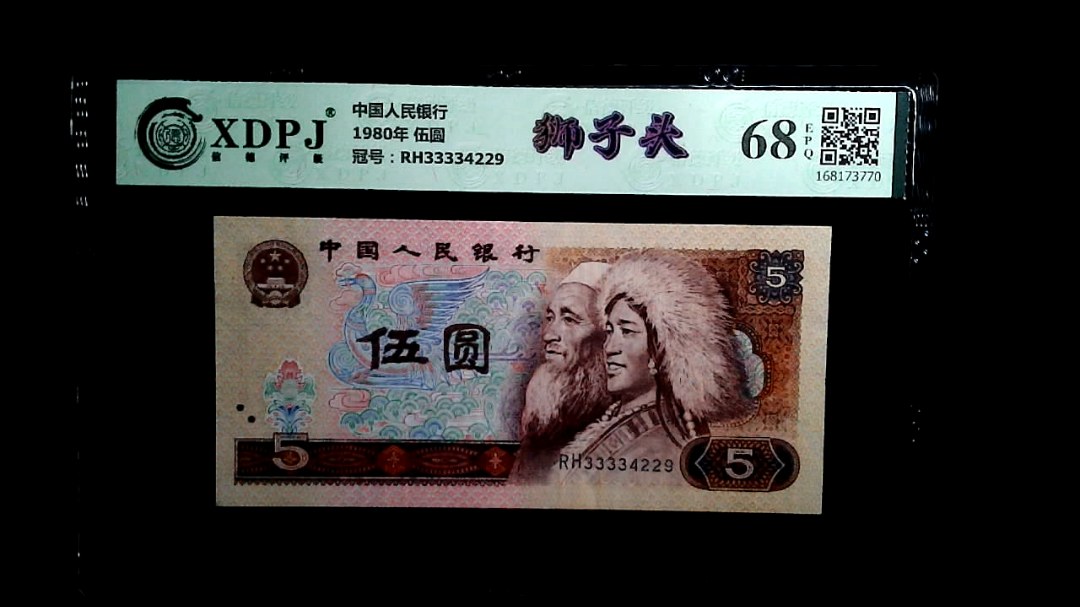 XDPJ®
信德评级
中国人民银行
1980年 伍圆
冠号：RH33334229
狮子头
68
EPQ
168173770
中国人民银行
5
伍圆
5
RH33334229
5